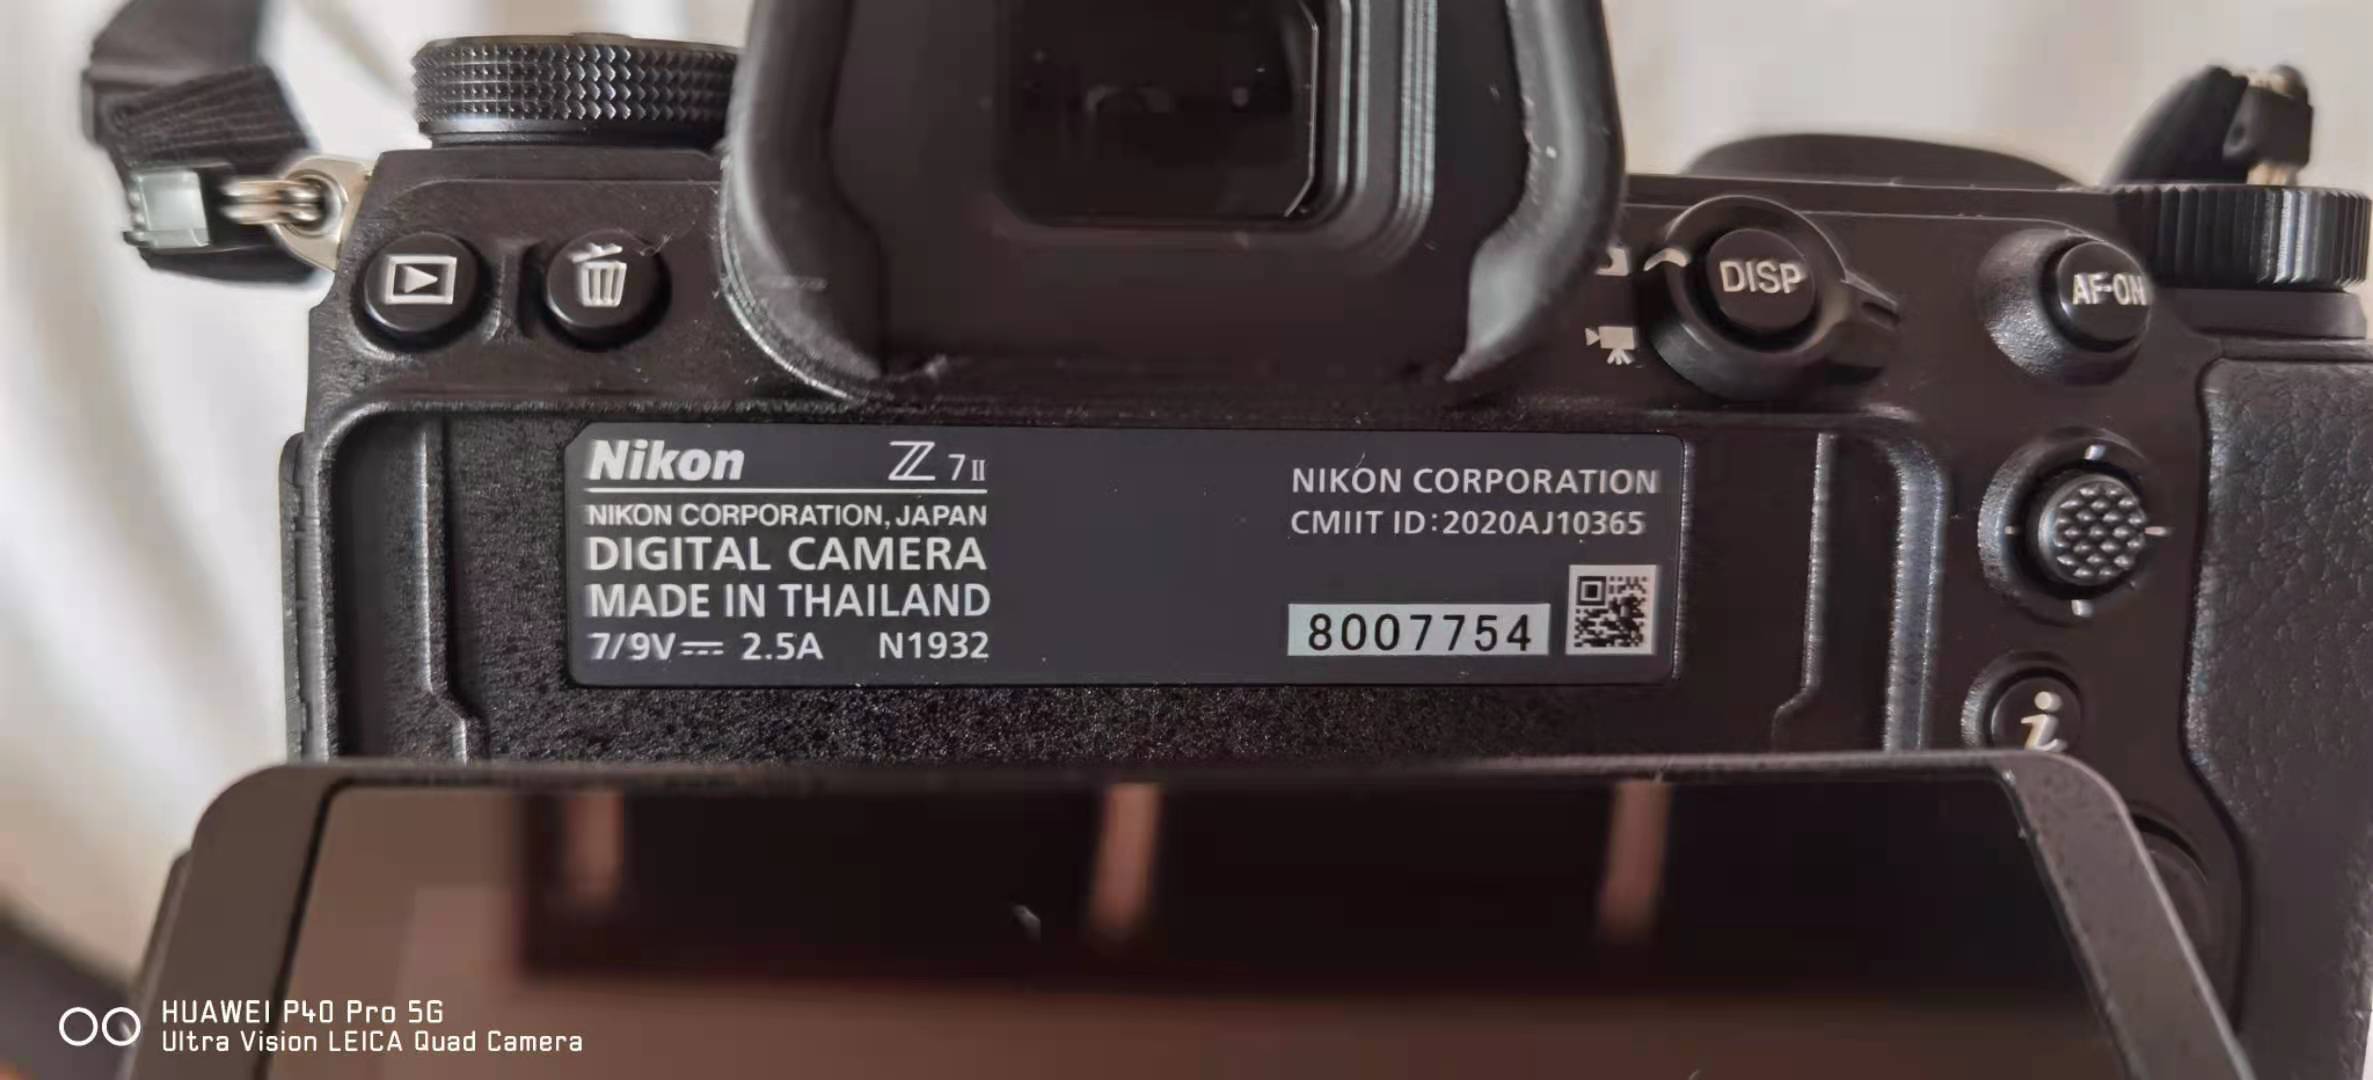 DISP
AF-ON
Nikon Z 7II
NIKON CORPORATION, JAPAN
DIGITAL CAMERA
MADE IN THAILAND
7/9V⎓ 2.5A N1932
NIKON CORPORATION
CMIIT ID:2020AJ10365
8007754
i
HUAWEI P40 Pro 5G
Ultra Vision LEICA Quad Camera